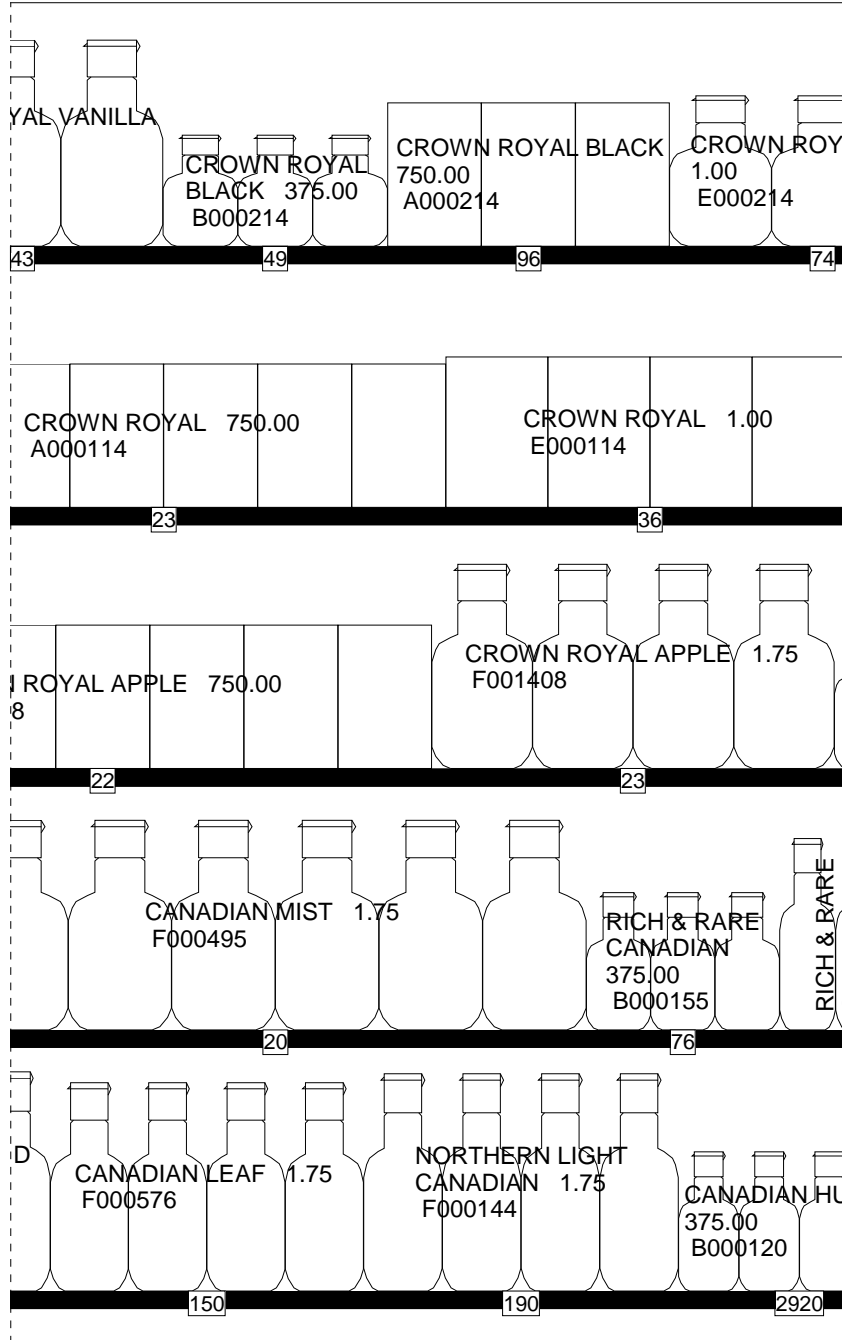 YAL VANILLA
CROWN ROYAL
BLACK 375.00
B000214
CROWN ROYAL BLACK
750.00
A000214
CROWN ROY
1.00
E000214
43
49
96
74
CROWN ROYAL 750.00
A000114
CROWN ROYAL 1.00
E000114
23
36
ROYAL APPLE 750.00
8
CROWN ROYAL APPLE 1.75
F001408
22
23
CANADIAN MIST 1.75
F000495
RICH & RARE
CANADIAN
375.00
B000155
RICH & RARE
20
76
D
CANADIAN LEAF 1.75
F000576
NORTHERN LIGHT
CANADIAN 1.75
F000144
CANADIAN HU
375.00
B000120
150
190
2920